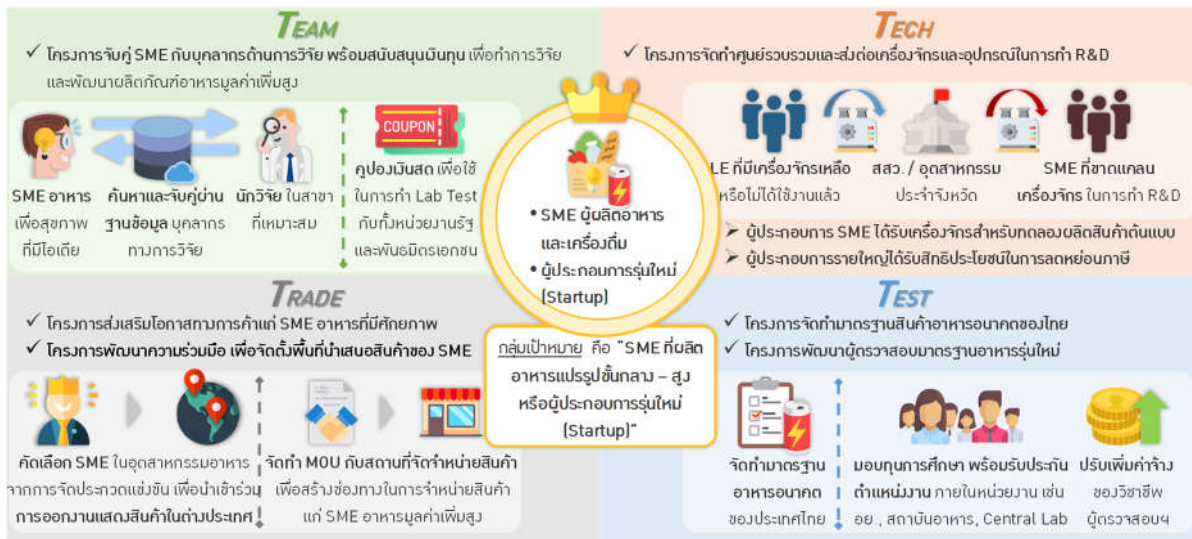 TEAM
✓ โครงการจับคู่ SME กับบุคลากรด้านการวิจัย พร้อมสนับสนุนเงินทุน เพื่อทำการวิจัย
และพัฒนาผลิตภัณฑ์อาหารมูลค่าเพิ่มสูง
SME อาหาร
เพื่อสุขภาพ
ที่มีไอเดีย
ค้นหาและจับคู่ผ่าน
ฐานข้อมูล บุคลากร
ทางการวิจัย
นักวิจัย ในสาขา
ที่เหมาะสม
COUPON
คูปองเงินสด เพื่อใช้
ในการทำ Lab Test
กับทั้งหน่วยงานรัฐ
และพันธมิตรเอกชน
TECH
✓ โครงการจัดทำศูนย์รวบรวมและส่งต่อเครื่องจักรและอุปกรณ์ในการทำ R&D
LE ที่มีเครื่องจักรเหลือ
หรือไม่ได้ใช้งานแล้ว
สสว. / อุตสาหกรรม
ประจำจังหวัด
SME ที่ขาดแคลน
เครื่องจักร ในการทำ R&D
➢ ผู้ประกอบการ SME ได้รับเครื่องจักรสำหรับทดลองผลิตสินค้าต้นแบบ
➢ ผู้ประกอบการรายใหญ่ได้รับสิทธิประโยชน์ในการลดหย่อนภาษี
• SME ผู้ผลิตอาหาร
และเครื่องดื่ม
• ผู้ประกอบการรุ่นใหม่
(Startup)
กลุ่มเป้าหมาย คือ "SME ที่ผลิต
อาหารแปรรูปขั้นกลาง – สูง
หรือผู้ประกอบการรุ่นใหม่
(Startup)"
TRADE
✓ โครงการส่งเสริมโอกาสทางการค้าแก่ SME อาหารที่มีศักยภาพ
✓ โครงการพัฒนาความร่วมมือ เพื่อจัดตั้งพื้นที่นำเสนอสินค้าของ SME
คัดเลือก SME ในอุตสาหกรรมอาหาร
จากการจัดประกวดแข่งขัน เพื่อนำเข้าร่วม
การออกงานแสดงสินค้าในต่างประเทศ
จัดทำ MOU กับสถานที่จัดจำหน่ายสินค้า
เพื่อสร้างช่องทางในการจำหน่ายสินค้า
แก่ SME อาหารมูลค่าเพิ่มสูง
TEST
✓ โครงการจัดทำมาตรฐานสินค้าอาหารอนาคตของไทย
✓ โครงการพัฒนาผู้ตรวจสอบมาตรฐานอาหารรุ่นใหม่
จัดทำมาตรฐาน
อาหารอนาคต
ของประเทศไทย
มอบทุนการศึกษา พร้อมรับประกัน
ตำแหน่งงาน ภายในหน่วยงาน เช่น
อย., สถาบันอาหาร, Central Lab
ปรับเพิ่มค่าจ้าง
ของวิชาชีพ
ผู้ตรวจสอบฯ